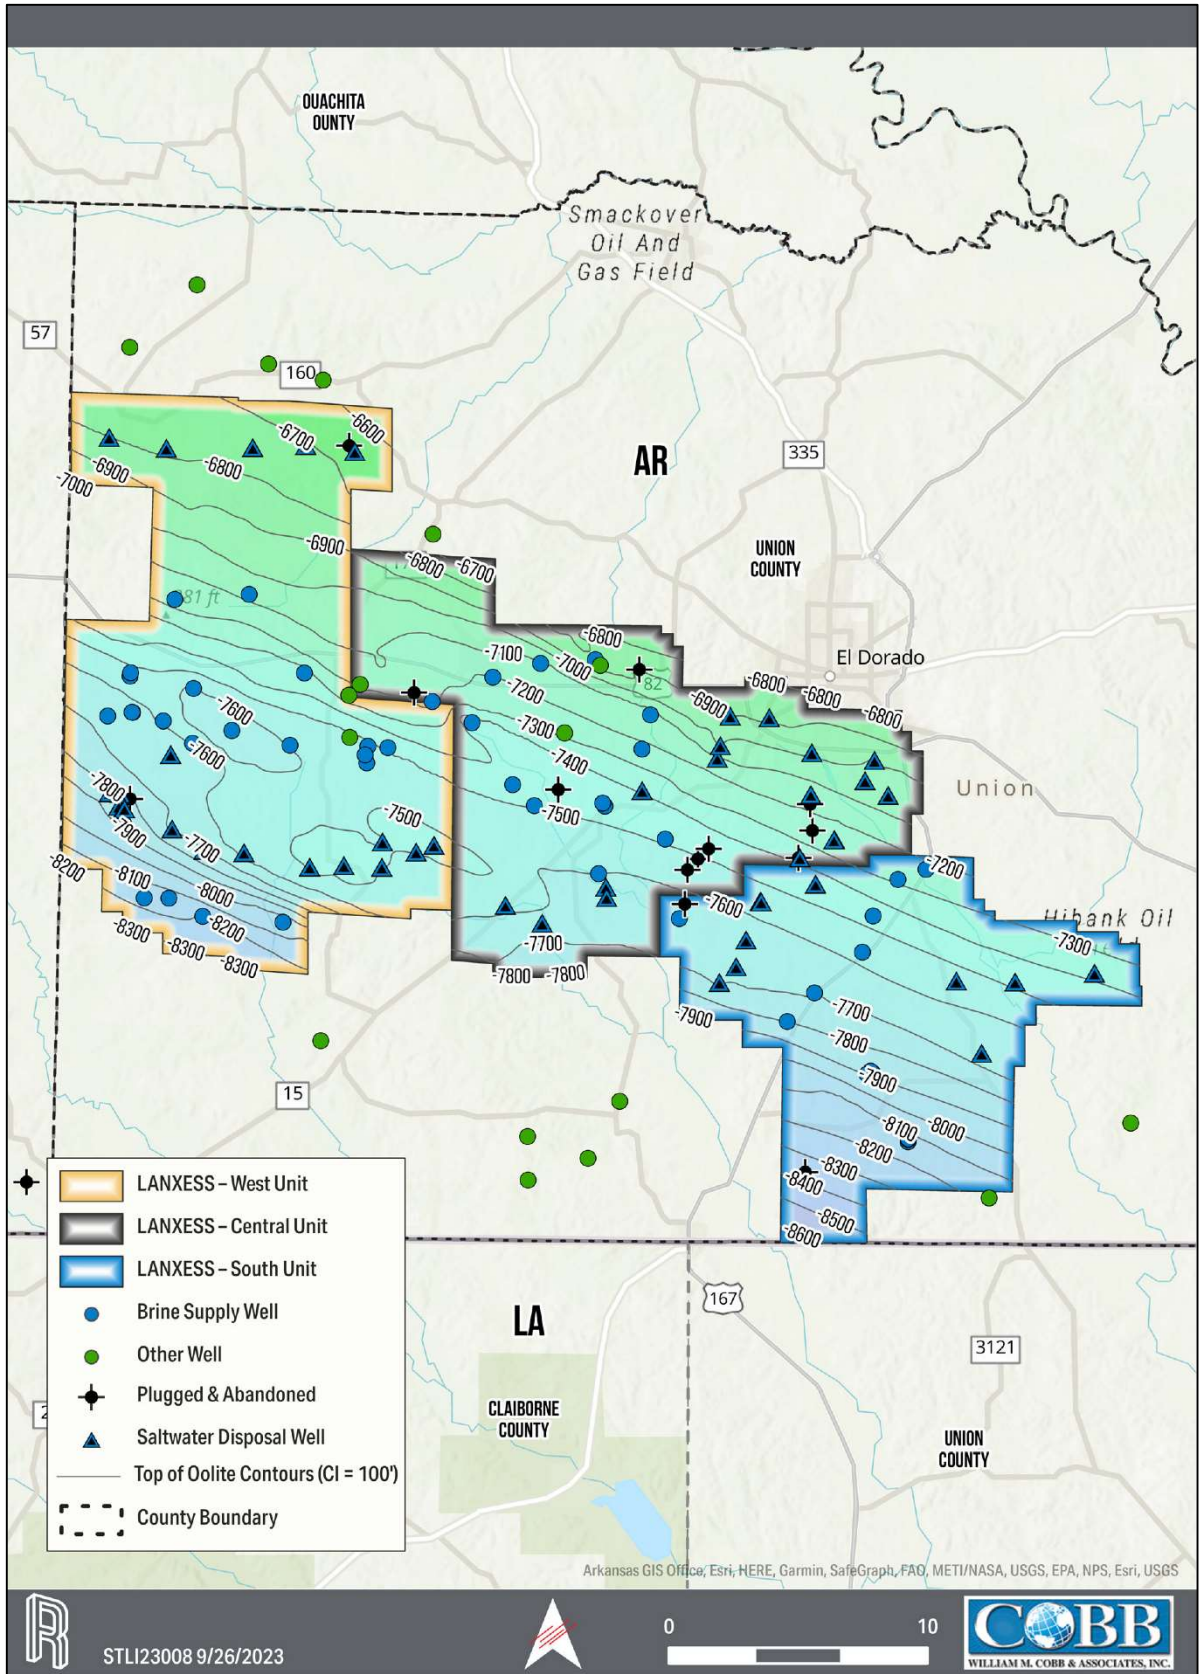 OUACHITA
OUNTY
Smackover
Oil And
Gas Field
57
160
-6600
-6700
-6800
-6900
-7000
AR
335
-6900
UNION
COUNTY
-6800
-6700
81 ft
-6800
-7100
-7000
El Dorado
82
-7200
-6800
-6800
-6900
-6800
-7600
-7300
-7600
-7400
Union
-7800
-7500
-7500
-7900
-7700
-8200
-8100
-7200
-8000
-7600
-8200
Hibank Oil
-8300
-8300
-8300
-7700
-7300
-7800
-7800
-7900
-7700
-7800
-7900
15
-8100
-8000
-8200
-8300
-8400
-8500
-8600
LANXESS – West Unit
LANXESS – Central Unit
LANXESS – South Unit
Brine Supply Well
Other Well
Plugged & Abandoned
Saltwater Disposal Well
Top of Oolite Contours (CI = 100')
County Boundary
167
LA
3121
CLAIBORNE
COUNTY
UNION
COUNTY
2
Arkansas GIS Office, Esri, HERE, Garmin, SafeGraph, FAO, METI/NASA, USGS, EPA, NPS, Esri, USGS
R
STLI23008 9/26/2023
0
10
COBB
WILLIAM M. COBB & ASSOCIATES, INC.